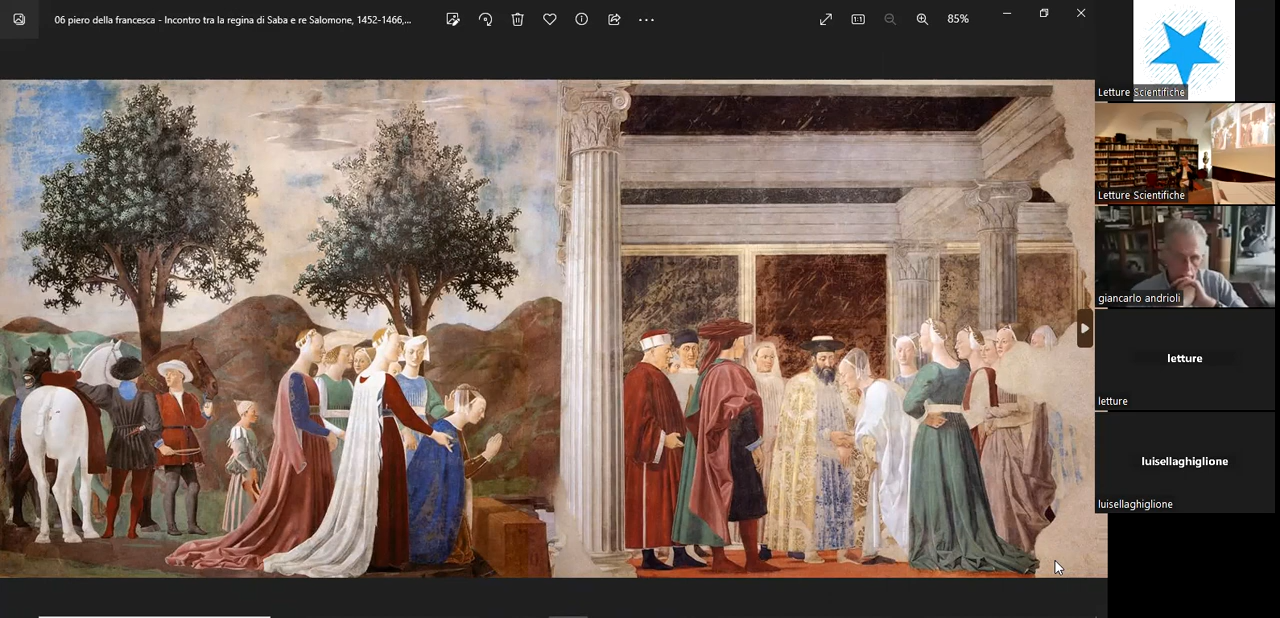 06 piero della francesca - Incontro tra la regina di Saba e re Salomone, 1452-1466,...
85%
Letture Scientifiche
Letture Scientifiche
giancarlo andrioli
letture
letture
luisellaghiglione
luisellaghiglione